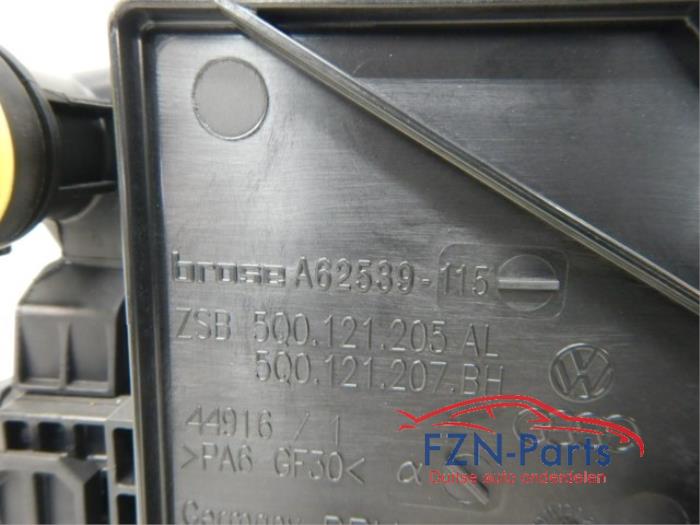 brose A62539-115
ZSB 5Q0.121.205 AL
5Q0.121.207.BH
44916 / 1
>PA6 GF30<
FZN-Parts
Duitse auto onderdelen
Germany